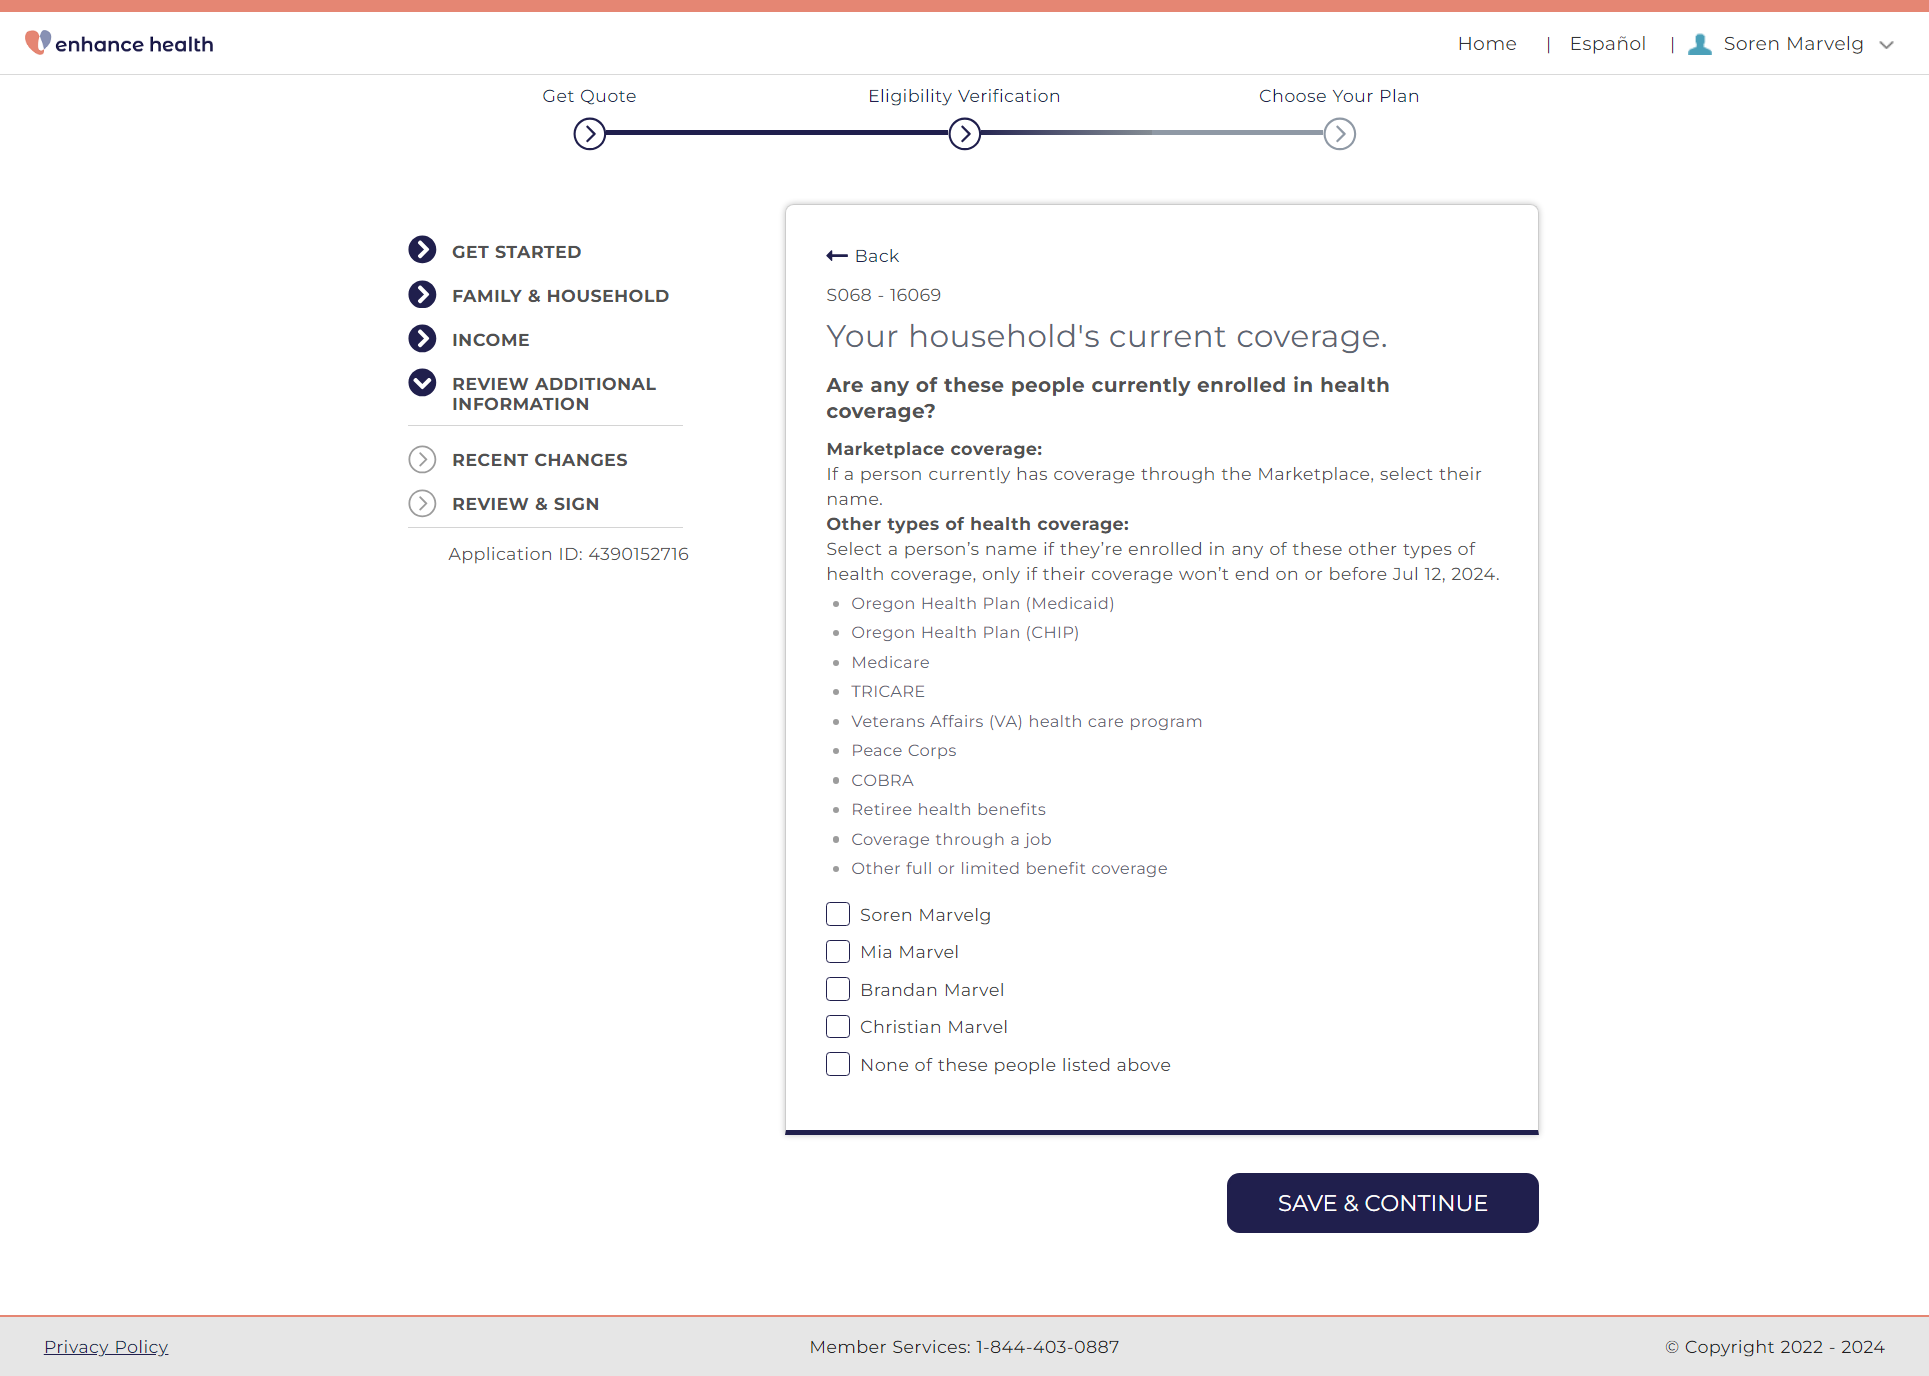 enhance health
Home | Español | Soren Marvelg
Get Quote
Eligibility Verification
Choose Your Plan
GET STARTED
FAMILY & HOUSEHOLD
INCOME
REVIEW ADDITIONAL
INFORMATION
RECENT CHANGES
REVIEW & SIGN
Application ID: 4390152716
Back
S068 - 16069
Your household's current coverage.
Are any of these people currently enrolled in health
coverage?
Marketplace coverage:
If a person currently has coverage through the Marketplace, select their
name.
Other types of health coverage:
Select a person’s name if they’re enrolled in any of these other types of
health coverage, only if their coverage won’t end on or before Jul 12, 2024.
• Oregon Health Plan (Medicaid)
• Oregon Health Plan (CHIP)
• Medicare
• TRICARE
• Veterans Affairs (VA) health care program
• Peace Corps
• COBRA
• Retiree health benefits
• Coverage through a job
• Other full or limited benefit coverage
Soren Marvelg
Mia Marvel
Brandan Marvel
Christian Marvel
None of these people listed above
SAVE & CONTINUE
Privacy Policy
Member Services: 1-844-403-0887
© Copyright 2022 - 2024